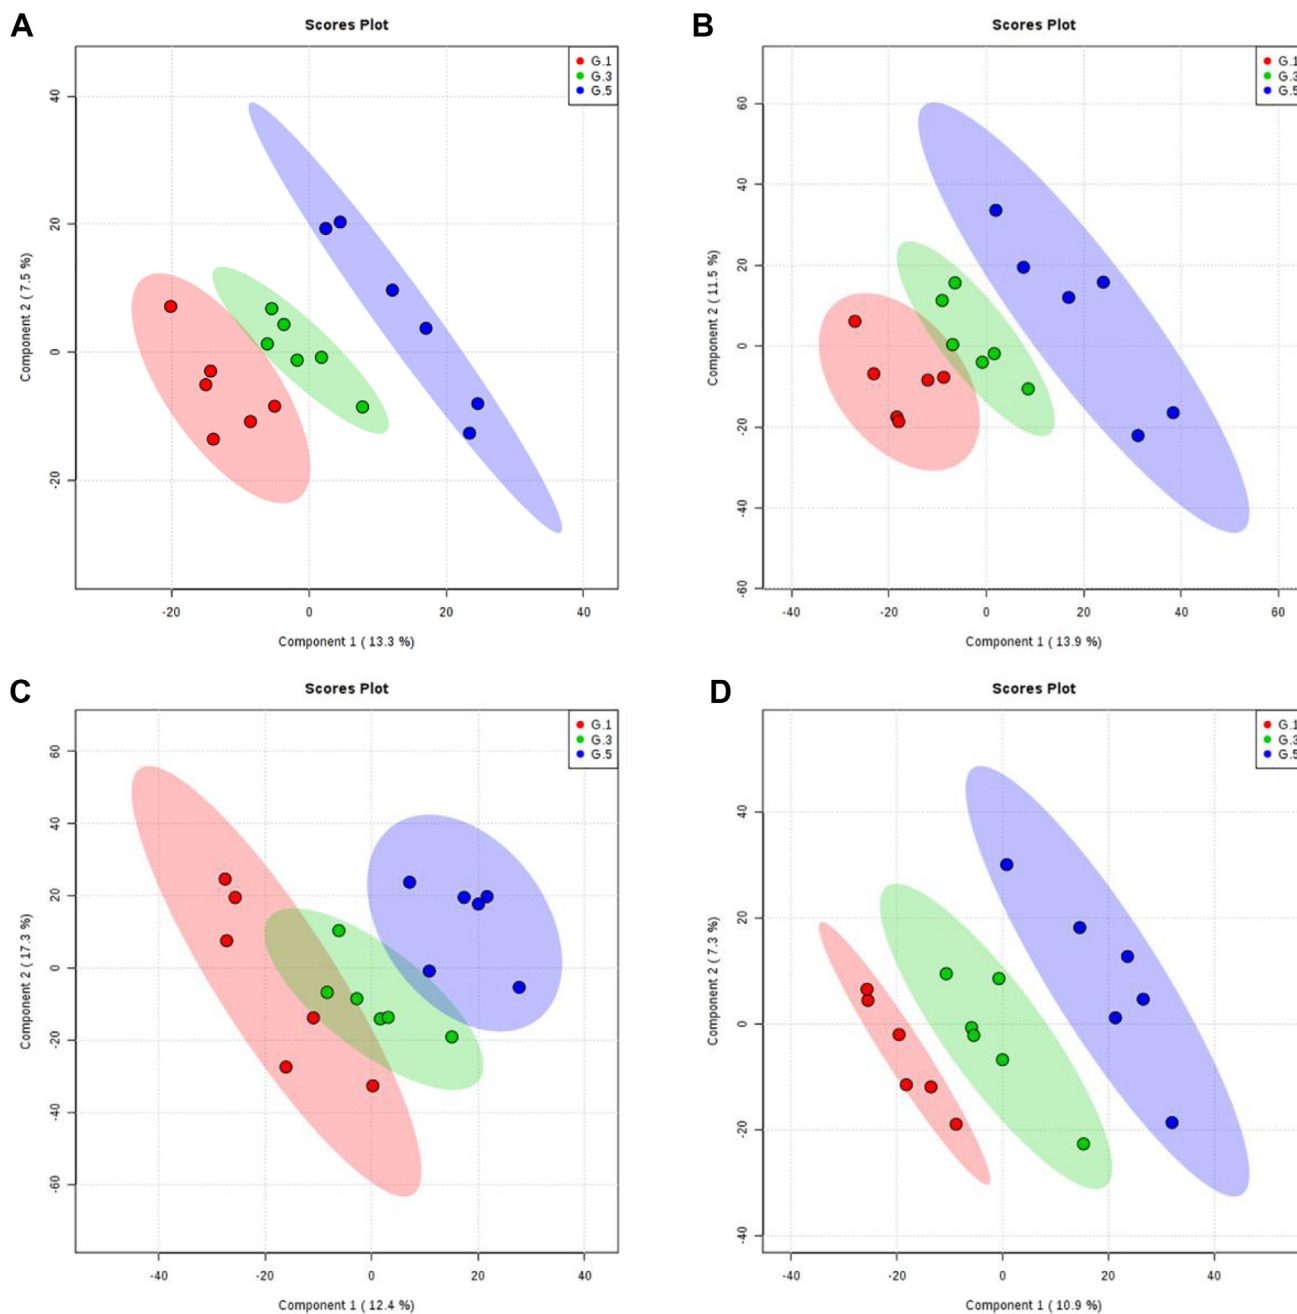 A
Scores Plot
G.1
G.3
G.5
Component 2 ( 7.5 %)
40
20
0
-20
-20
0
20
40
Component 1 ( 13.3 %)
B
Scores Plot
G.1
G.3
G.5
Component 2 ( 11.5 %)
60
40
20
0
-20
-40
-60
-40
-20
0
20
40
60
Component 1 ( 13.9 %)
C
Scores Plot
G.1
G.3
G.5
Component 2 ( 17.3 %)
60
40
20
0
-20
-40
-60
-40
-20
0
20
40
Component 1 ( 12.4 %)
D
Scores Plot
G.1
G.3
G.5
Component 2 ( 7.3 %)
40
20
0
-20
-40
-40
-20
0
20
40
Component 1 ( 10.9 %)